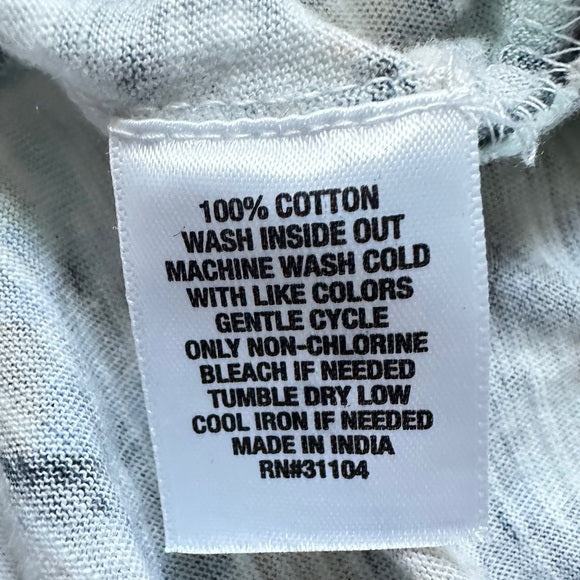 100% COTTON
WASH INSIDE OUT
MACHINE WASH COLD
WITH LIKE COLORS
GENTLE CYCLE
ONLY NON-CHLORINE
BLEACH IF NEEDED
TUMBLE DRY LOW
COOL IRON IF NEEDED
MADE IN INDIA
RN#31104